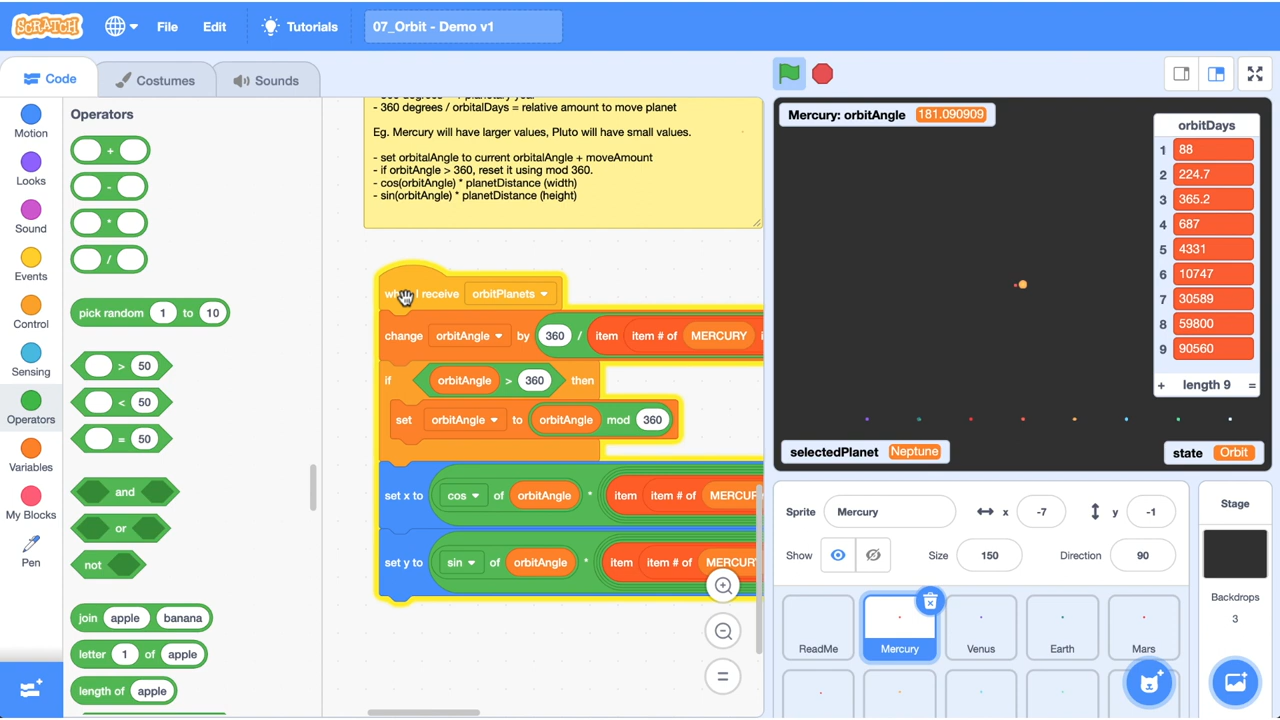 SCRATCH
File
Edit
Tutorials
07_Orbit - Demo v1
Code
Costumes
Sounds
Motion
Looks
Sound
Events
Control
Sensing
Operators
Variables
My Blocks
Pen
Operators
+
-
*
/
pick random 1 to 10
> 50
< 50
= 50
and
or
not
join apple banana
letter 1 of apple
length of apple
- 360 degrees / orbitalDays = relative amount to move planet
Eg. Mercury will have larger values, Pluto will have small values.
- set orbitalAngle to current orbitalAngle + moveAmount
- if orbitAngle > 360, reset it using mod 360.
- cos(orbitAngle) * planetDistance (width)
- sin(orbitAngle) * planetDistance (height)
when I receive orbitPlanets
change orbitAngle by 360 / item item # of MERCURY i
if orbitAngle > 360 then
set orbitAngle to orbitAngle mod 360
set x to cos of orbitAngle * item item # of MERCURY
set y to sin of orbitAngle * item item # of MERCURY
=
Mercury: orbitAngle 181.090909
orbitDays
1 88
2 224.7
3 365.2
4 687
5 4331
6 10747
7 30589
8 59800
9 90560
+ length 9 =
selectedPlanet Neptune
state Orbit
Sprite Mercury
x -7
y -1
Show
Size 150
Direction 90
ReadMe
Mercury
Venus
Earth
Mars
Stage
Backdrops
3